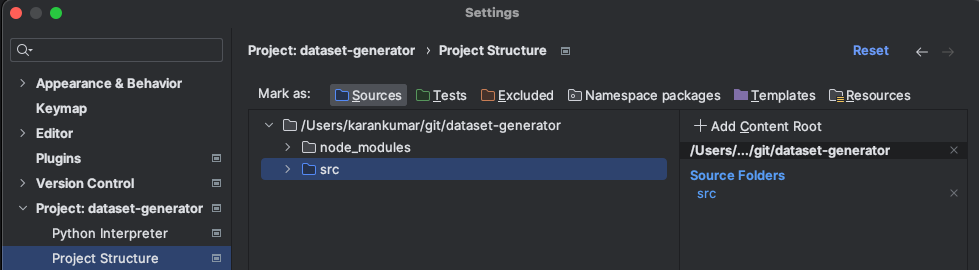 Settings
Project: dataset-generator › Project Structure
Reset
Appearance & Behavior
Keymap
Editor
Plugins
Version Control
Project: dataset-generator
Python Interpreter
Project Structure
Mark as: Sources Tests Excluded Namespace packages Templates Resources
/Users/karankumar/git/dataset-generator
node_modules
src
+ Add Content Root
/Users/.../git/dataset-generator
Source Folders
src